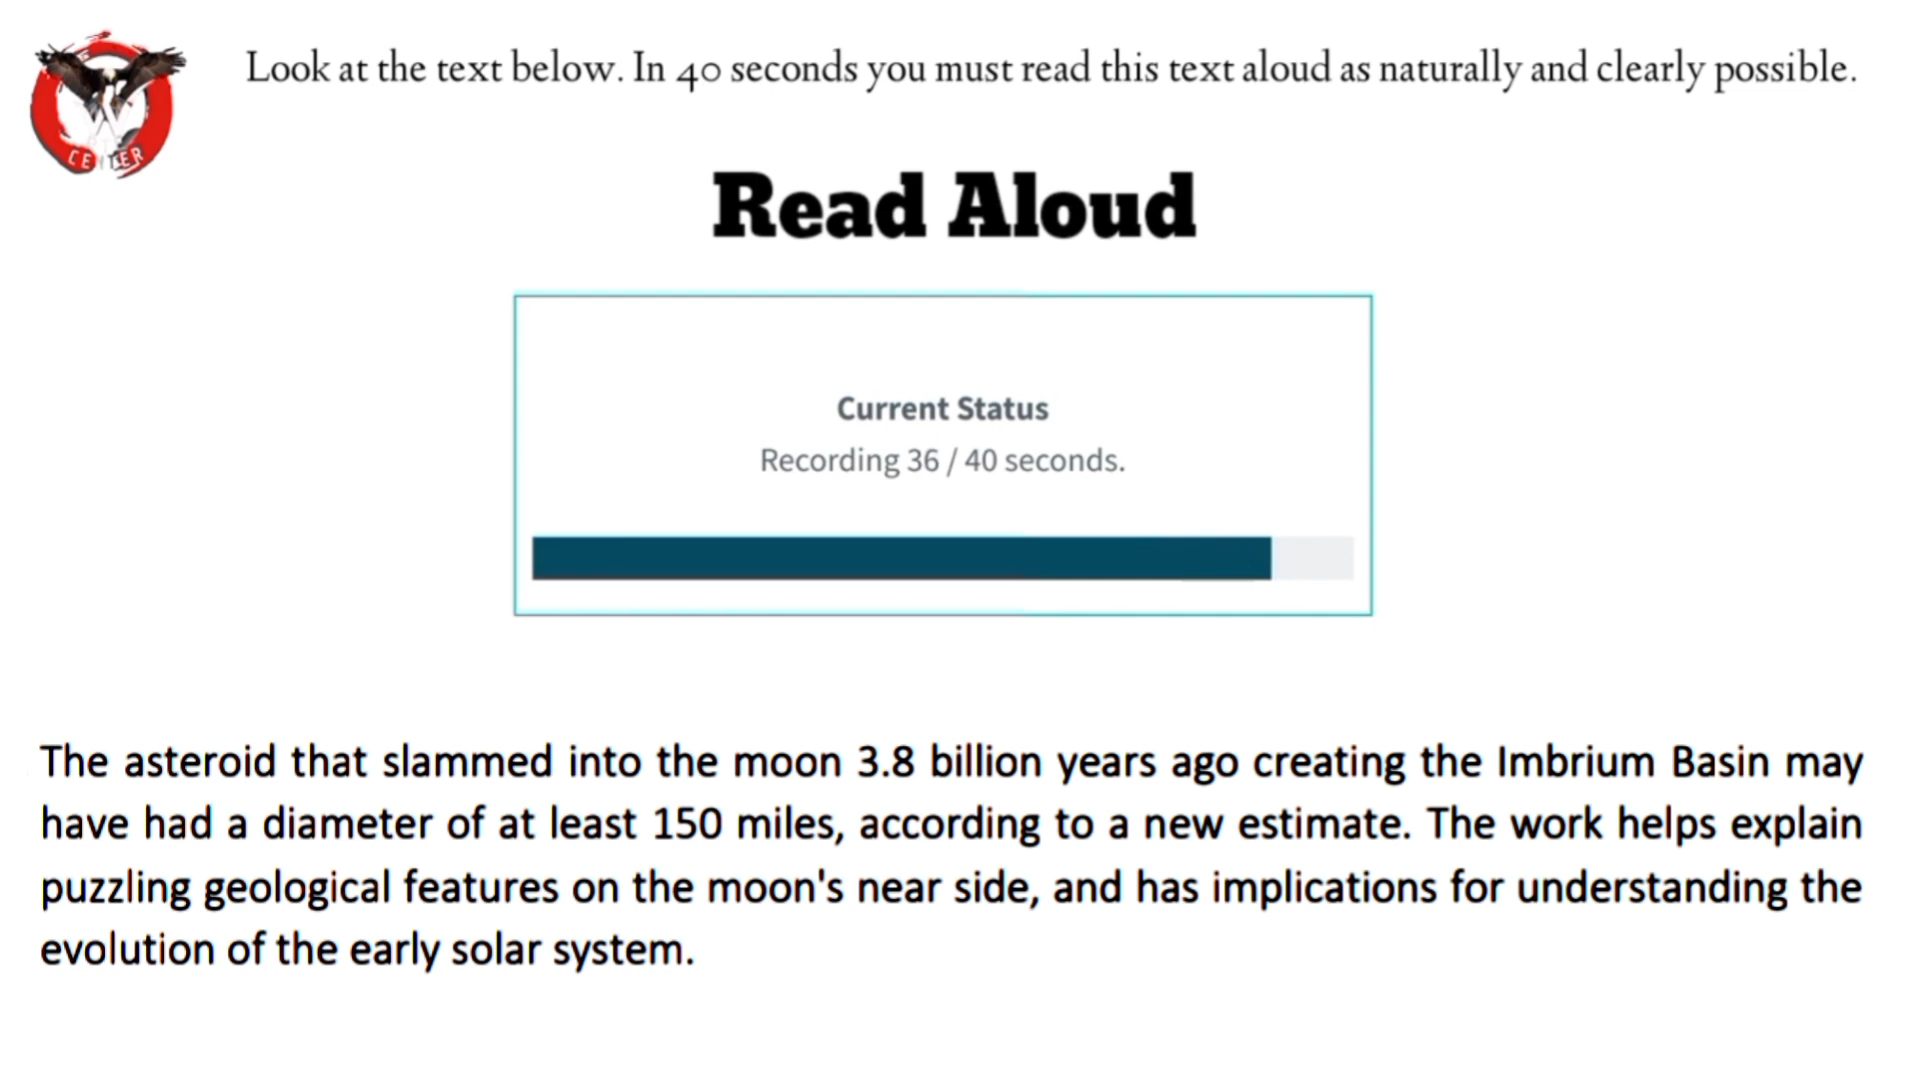 Look at the text below. In 40 seconds you must read this text aloud as naturally and clearly possible.
CENTER
Read Aloud
Current Status
Recording 36 / 40 seconds.
The asteroid that slammed into the moon 3.8 billion years ago creating the Imbrium Basin may
have had a diameter of at least 150 miles, according to a new estimate. The work helps explain
puzzling geological features on the moon's near side, and has implications for understanding the
evolution of the early solar system.